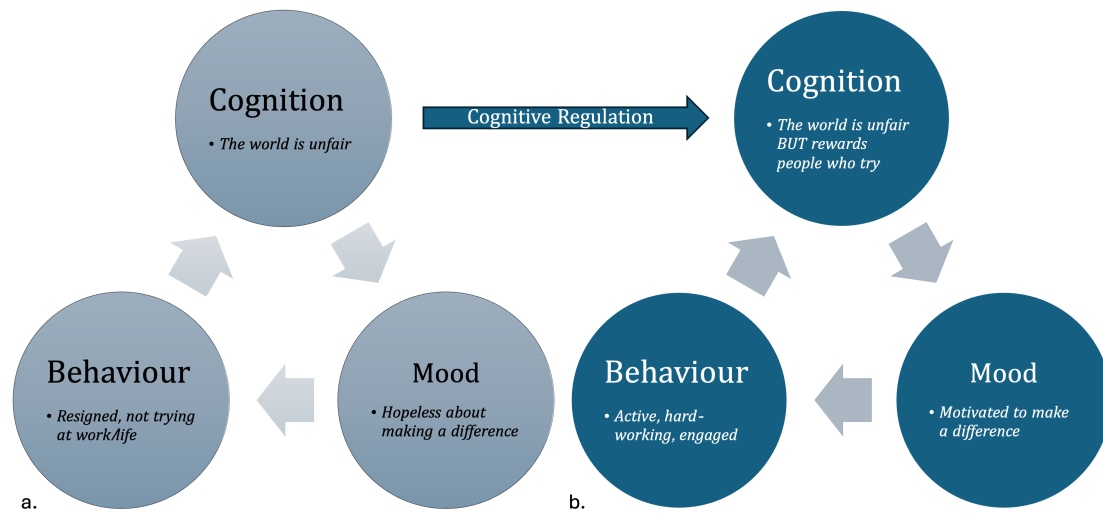 Cognition
• The world is unfair
Cognitive Regulation
Cognition
• The world is unfair
BUT rewards
people who try
Behaviour
• Resigned, not trying
at work/life
Mood
• Hopeless about
making a difference
Behaviour
• Active, hard-
working, engaged
Mood
• Motivated to make
a difference
a.
b.